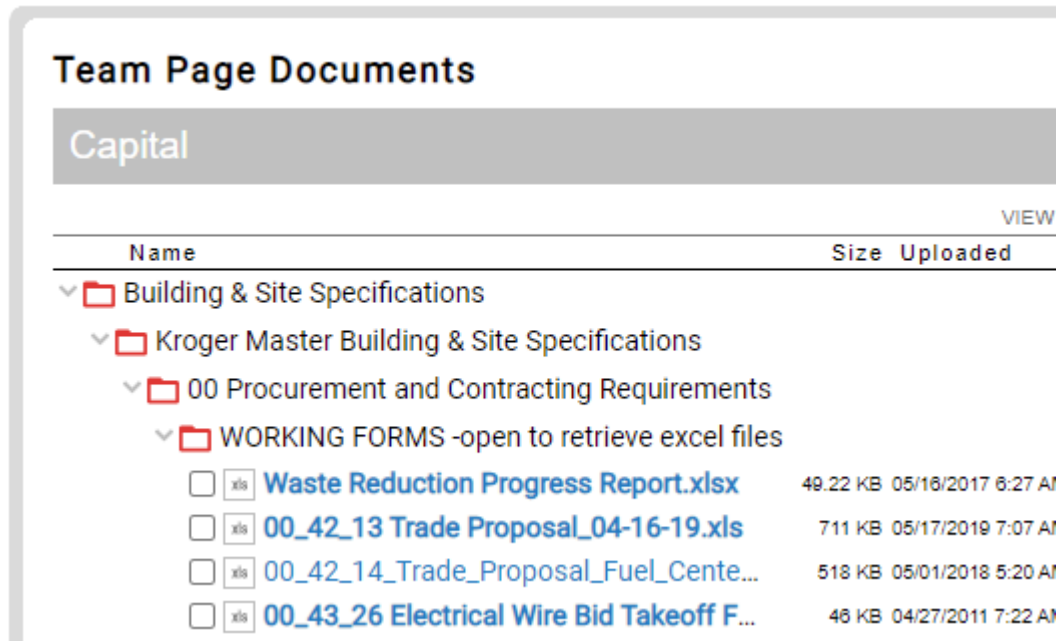 Team Page Documents
Capital
VIEW
Name Size Uploaded
Building & Site Specifications
Kroger Master Building & Site Specifications
00 Procurement and Contracting Requirements
WORKING FORMS -open to retrieve excel files
xls Waste Reduction Progress Report.xlsx 49.22 KB 05/16/2017 6:27 AM
xls 00_42_13 Trade Proposal_04-16-19.xls 711 KB 05/17/2019 7:07 AM
xls 00_42_14_Trade_Proposal_Fuel_Cente... 518 KB 05/01/2018 5:20 AM
xls 00_43_26 Electrical Wire Bid Takeoff F... 46 KB 04/27/2011 7:22 AM